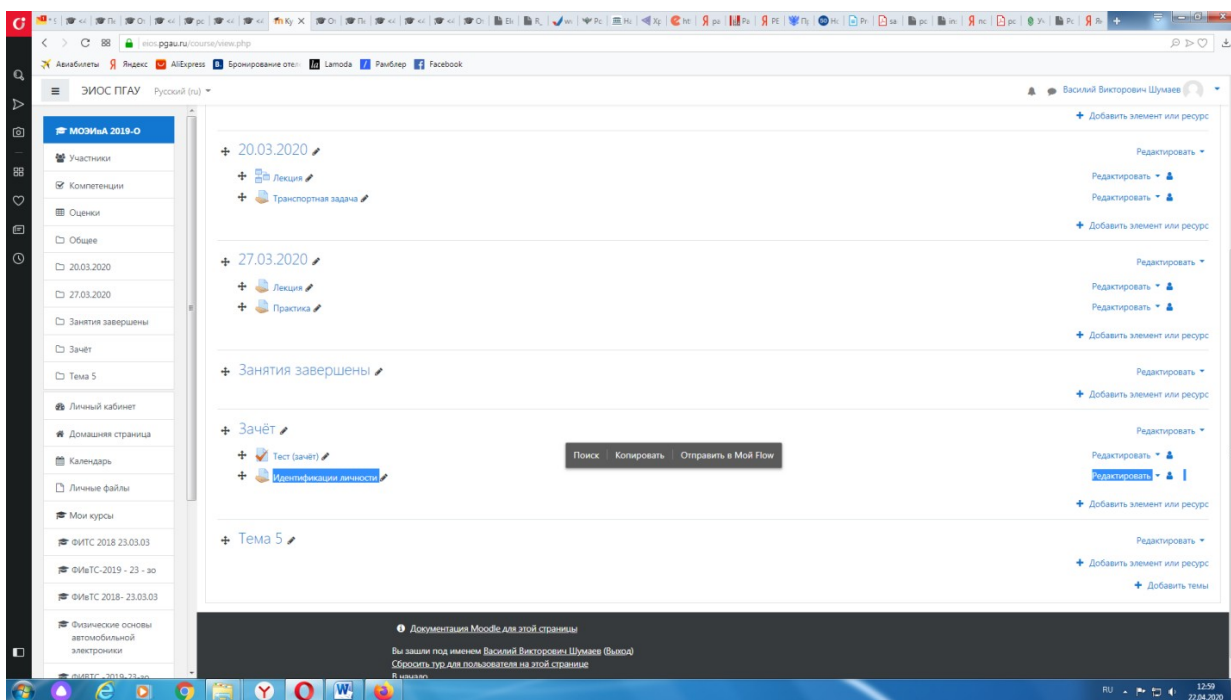 eios.pgau.ru/course/view.php
Авиабилеты Яндекс AliExpress Бронирование отел Lamoda Рамблер Facebook
ЭИОС ПГАУ Русский (ru) Василий Викторович Шумаев
Добавить элемент или ресурс
МОЭИвА 2019-О
20.03.2020 Редактировать
Участники
Лекция Редактировать
Компетенции
Транспортная задача Редактировать
Оценки
Добавить элемент или ресурс
Общее
27.03.2020 Редактировать
20.03.2020
Лекция Редактировать
27.03.2020
Практика Редактировать
Занятия завершены
Добавить элемент или ресурс
Зачёт
Занятия завершены Редактировать
Тема 5
Добавить элемент или ресурс
Личный кабинет
Зачёт Редактировать
Домашняя страница
Тест (зачёт) Редактировать
Поиск Копировать Отправить в Мой Flow
Календарь
Идентификации личности Редактировать
Личные файлы
Добавить элемент или ресурс
Мои курсы
Тема 5 Редактировать
ФИТС 2018 23.03.03
Добавить элемент или ресурс
ФИвТС-2019 - 23 - зо
Добавить темы
ФИвТС 2018- 23.03.03
Физические основы
автомобильной
электроники
Документация Moodle для этой страницы
Вы зашли под именем Василий Викторович Шумаев (Выход)
Сбросить тур для пользователя на этой странице
В начало
RU 12:59
22.04.2020